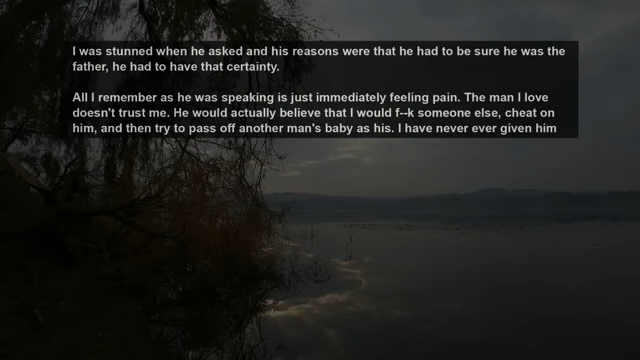 I was stunned when he asked and his reasons were that he had to be sure he was the
father, he had to have that certainty.
All I remember as he was speaking is just immediately feeling pain. The man I love
doesn't trust me. He would actually believe that I would f--k someone else, cheat on
him, and then try to pass off another man's baby as his. I have never ever given him